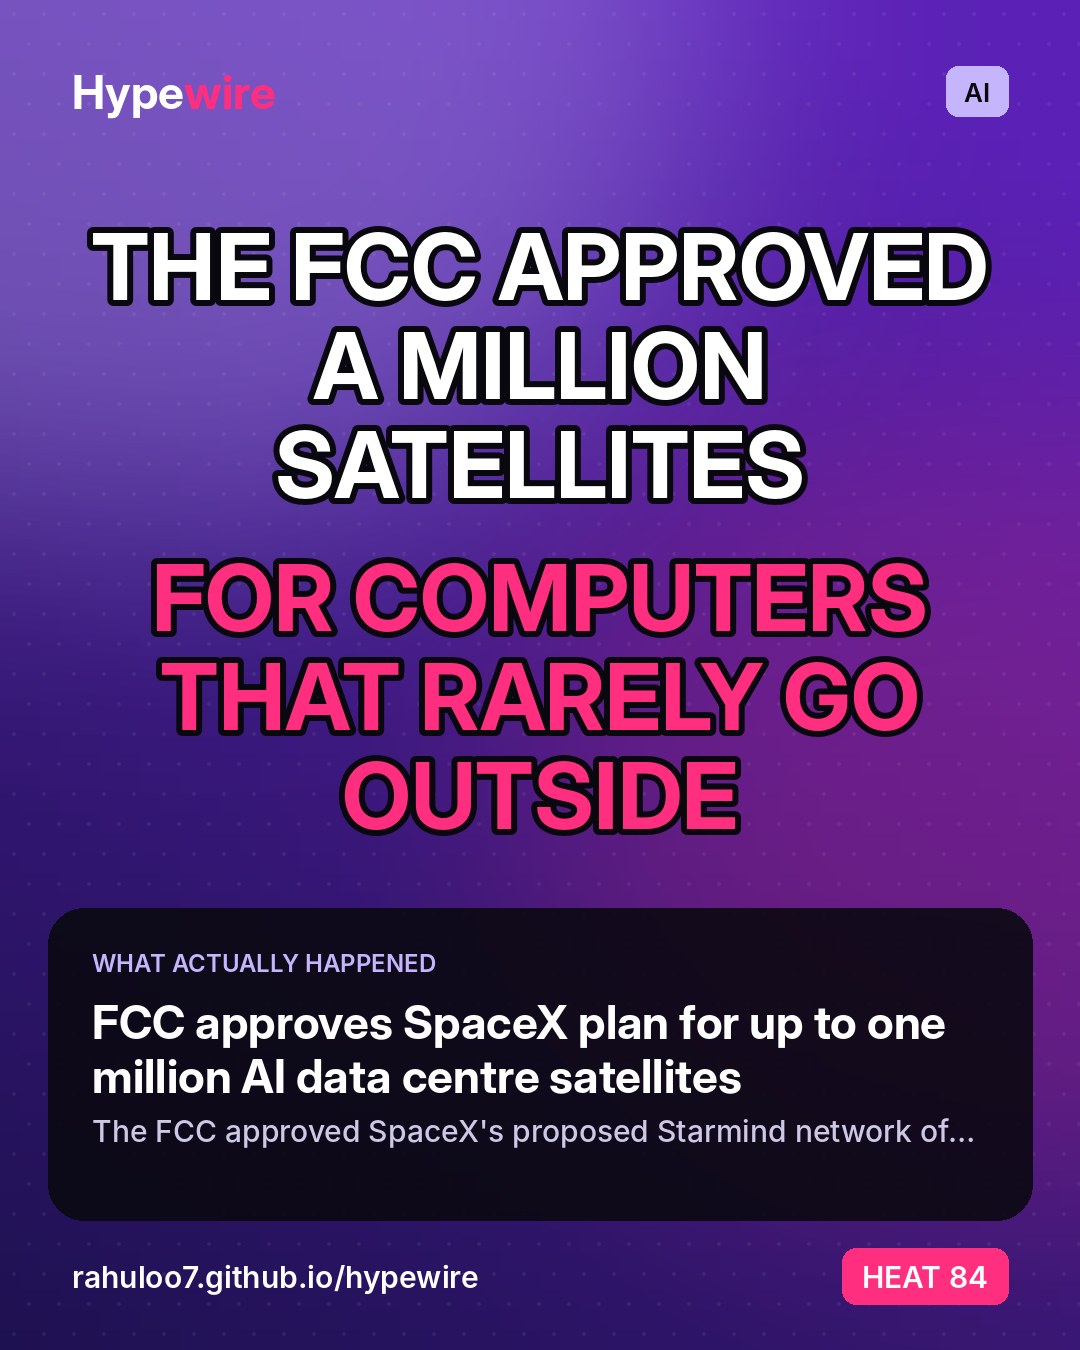 Hypewire
AI
THE FCC APPROVED
A MILLION
SATELLITES
FOR COMPUTERS
THAT RARELY GO
OUTSIDE
WHAT ACTUALLY HAPPENED
FCC approves SpaceX plan for up to one
million AI data centre satellites
The FCC approved SpaceX's proposed Starmind network of...
rahuloo7.github.io/hypewire
HEAT 84